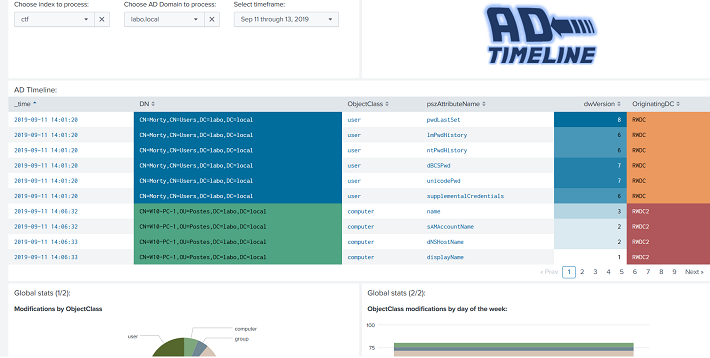 Choose index to process:
Choose AD Domain to process:
Select timeframe:
ctf
labo.local
Sep 11 through 13, 2019
AD TIMELINE
AD TImeline:
_time DN ObjectClass pszAttributeName dwVersion OriginatingDC
2019-09-11 14:01:20 CN=Morty,CN=Users,DC=labo,DC=local user pwdLastSet 8 RWDC
2019-09-11 14:01:20 CN=Morty,CN=Users,DC=labo,DC=local user lmPwdHistory 6 RWDC
2019-09-11 14:01:20 CN=Morty,CN=Users,DC=labo,DC=local user ntPwdHistory 6 RWDC
2019-09-11 14:01:20 CN=Morty,CN=Users,DC=labo,DC=local user dBCSPwd 7 RWDC
2019-09-11 14:01:20 CN=Morty,CN=Users,DC=labo,DC=local user unicodePwd 7 RWDC
2019-09-11 14:01:20 CN=Morty,CN=Users,DC=labo,DC=local user supplementalCredentials 6 RWDC
2019-09-11 14:06:32 CN=W10-PC-1,OU=Postes,DC=labo,DC=local computer name 3 RWDC2
2019-09-11 14:06:32 CN=W10-PC-1,OU=Postes,DC=labo,DC=local computer sAMAccountName 2 RWDC2
2019-09-11 14:06:33 CN=W10-PC-1,OU=Postes,DC=labo,DC=local computer dNSHostName 2 RWDC2
2019-09-11 14:06:33 CN=W10-PC-1,OU=Postes,DC=labo,DC=local computer displayName 1 RWDC2
« Prev 1 2 3 4 5 6 7 8 9 Next »
Global stats (1/2):
Modifications by ObjectClass
user
computer
group
Global stats (2/2):
ObjectClass modifications by day of the week:
100
75